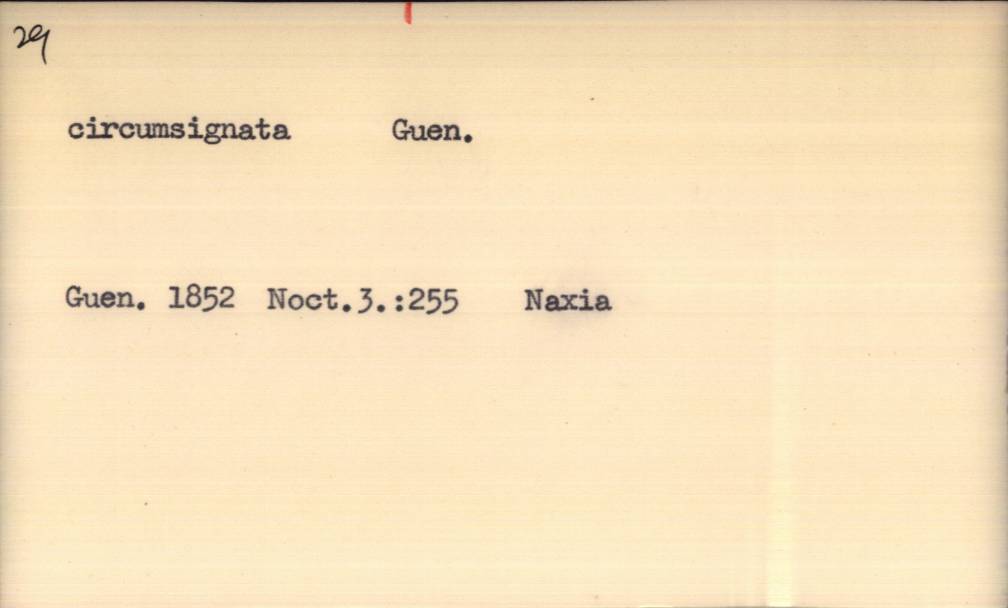 29
circumsignata Guen.
Guen. 1852 Noct.3.:255 Naxia